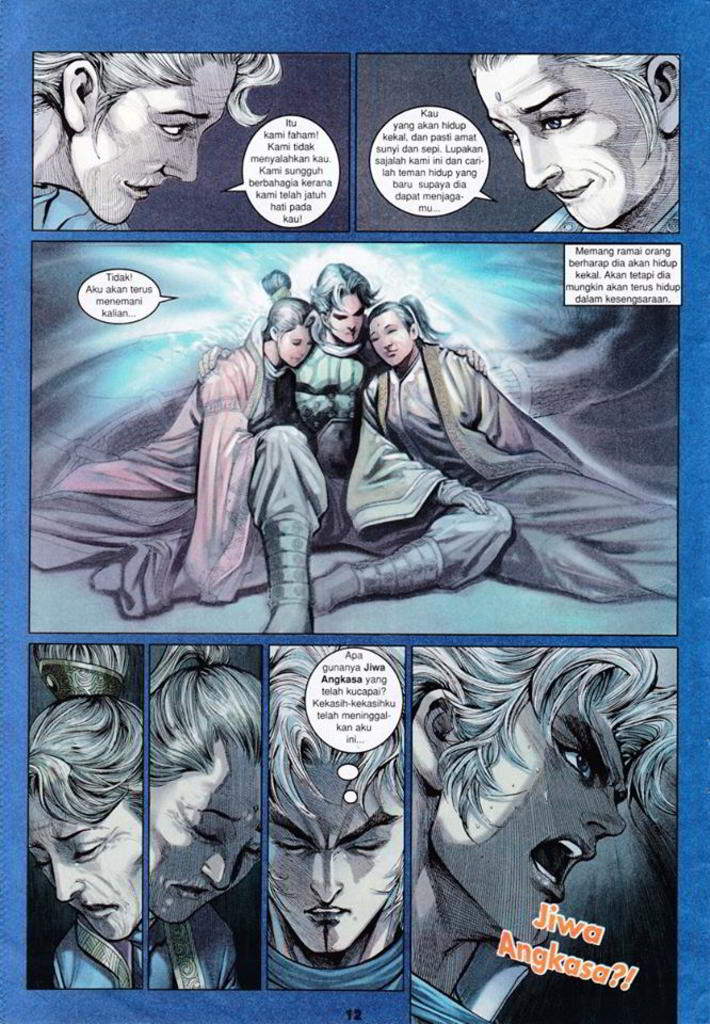 Itu
kami faham!
Kami tidak
menyalahkan kau.
Kami sungguh
berbahagia kerana
kami telah jatuh
hati pada
kau!
Kau
yang akan hidup
kekal, dan pasti amat
sunyi dan sepi. Lupakan
sajalah kami ini dan cari-
lah teman yang
baru supaya dia
dapat menjaga-
mu...
Tidak!
Aku akan terus
menemani
kalian...
Memang ramai orang
berharap dia akan hidup
kekal. Akan tetapi dia
mungkin akan terus hidup
dalam kesengsaraan.
Apa
gunanya Jiwa
Angkasa yang
telah kucapai?
Kekasih-kekasihku
telah meninggal-
kan aku
ini...
Jiwa
Angkasa?!
12